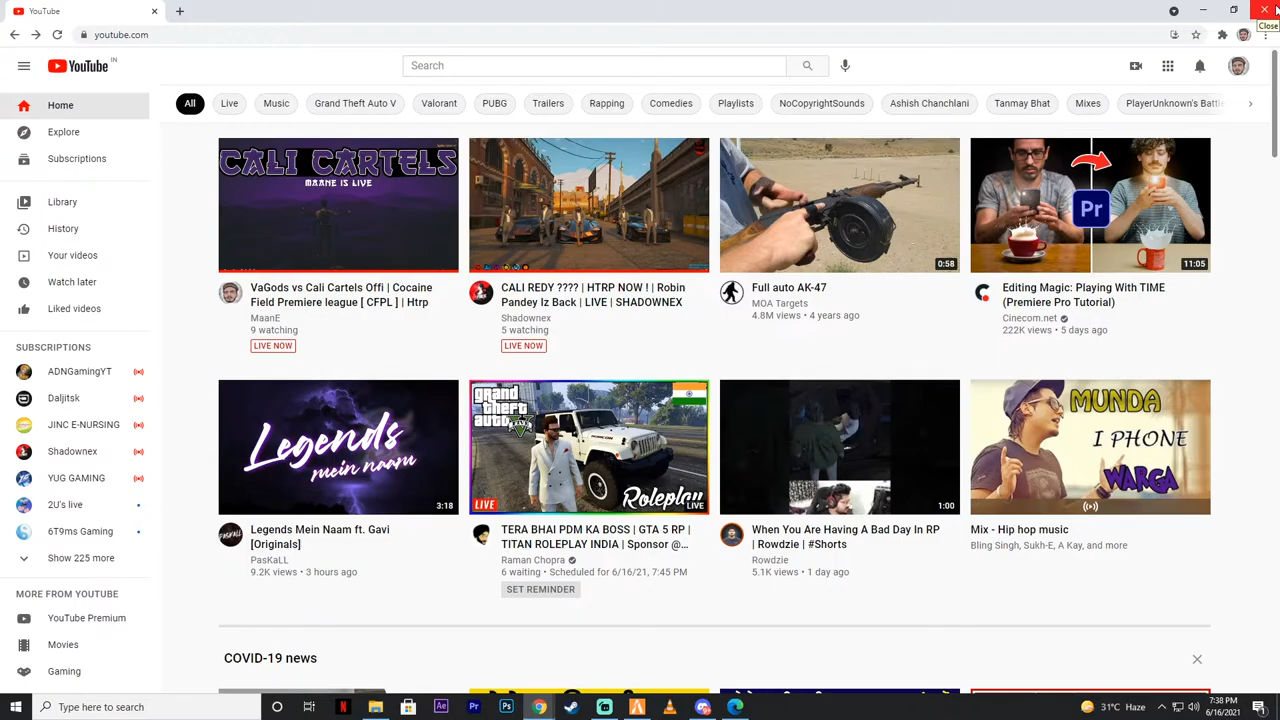 YouTube
Close
youtube.com
YouTube IN
Search
All
Live
Music
Grand Theft Auto V
Valorant
PUBG
Trailers
Rapping
Comedies
Playlists
NoCopyrightSounds
Ashish Chanchlani
Tanmay Bhat
Mixes
PlayerUnknown's Battle
Home
Explore
Subscriptions
Library
History
Your videos
Watch later
Liked videos
SUBSCRIPTIONS
ADNGamingYT
Daljitsk
JINC E-NURSING
Shadownex
YUG GAMING
2U's live
6T9ms Gaming
Show 225 more
MORE FROM YOUTUBE
YouTube Premium
Movies
Gaming
CALI CARTELS
MAANE IS LIVE
VaGods vs Cali Cartels Offi | Cocaine
Field Premiere league [ CFPL ] | Htrp
MaanE
9 watching
LIVE NOW
CALI REDY ???? | HTRP NOW ! | Robin
Pandey Iz Back | LIVE | SHADOWNEX
Shadownex
5 watching
LIVE NOW
0:58
Full auto AK-47
MOA Targets
4.8M views • 4 years ago
Pr
11:05
Editing Magic: Playing With TIME
(Premiere Pro Tutorial)
Cinecom.net
222K views • 5 days ago
Legends
mein naam
3:18
PASKALL
Legends Mein Naam ft. Gavi
[Originals]
PasKaLL
9.2K views • 3 hours ago
grand
theft
auto
V
LIVE
Roleplay
LIVE
TERA BHAI PDM KA BOSS | GTA 5 RP |
TITAN ROLEPLAY INDIA | Sponsor @...
Raman Chopra
6 waiting • Scheduled for 6/16/21, 7:45 PM
SET REMINDER
1:00
When You Are Having A Bad Day In RP
| Rowdzie | #Shorts
Rowdzie
5.1K views • 1 day ago
MUNDA
I PHONE
WARGA
Mix - Hip hop music
Bling Singh, Sukh-E, A Kay, and more
COVID-19 news
Type here to search
N
Ae
Pr
Ps
31°C Haze
7:38 PM
6/16/2021
1